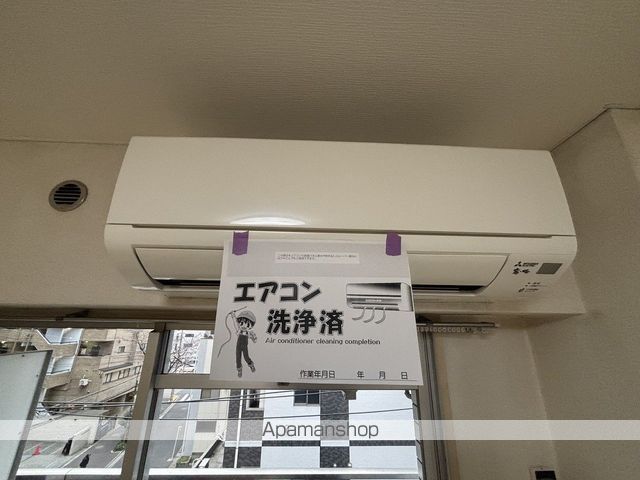 エアコン
洗浄済
Air conditioner cleaning completion
作業年月日 年 月 日
Apamanshop